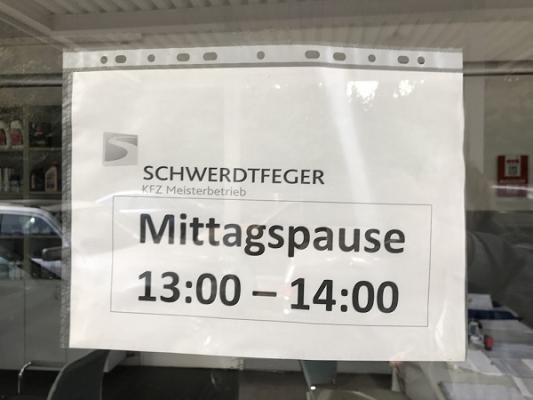 SCHWERDTFEGER
KFZ Meisterbetrieb
Mittagspause
13:00 – 14:00